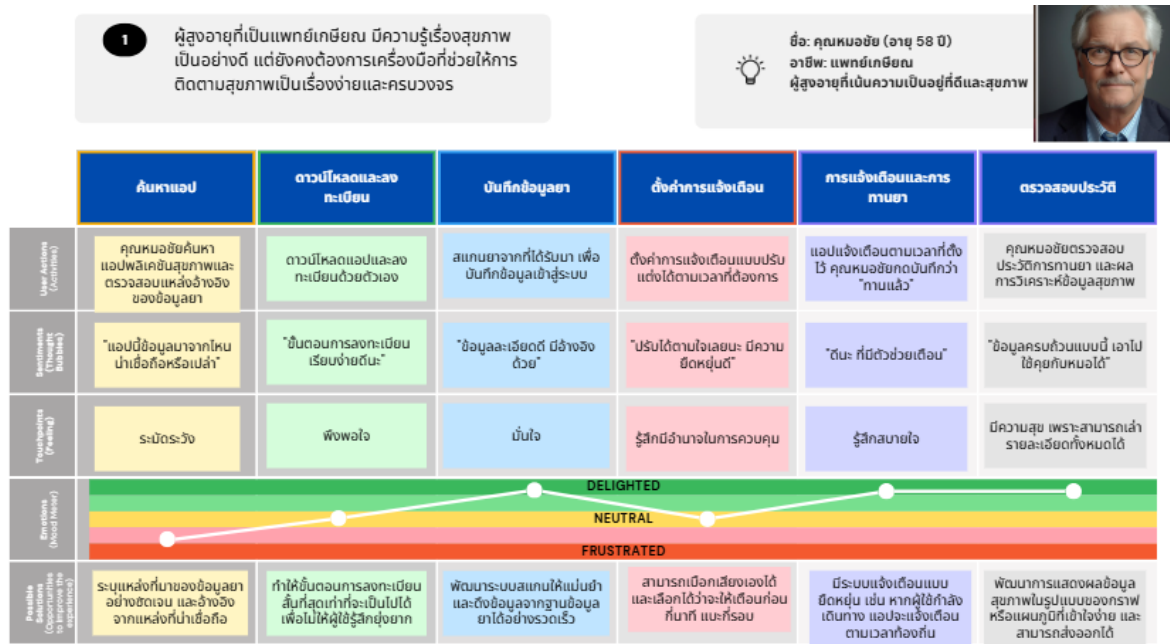 1
ผู้สูงอายุที่เป็นแพทย์เกษียณ มีความรู้เรื่องสุขภาพ
เป็นอย่างดี แต่ยังคงต้องการเครื่องมือที่ช่วยให้การ
ติดตามสุขภาพเป็นเรื่องง่ายและครบวงจร
ชื่อ: คุณหมอชัย (อายุ 58 ปี)
อาชีพ: แพทย์เกษียณ
ผู้สูงอายุที่เน้นความเป็นอยู่ที่ดีและสุขภาพ
ค้นหาแอป
ดาวน์โหลดและลง
ทะเบียน
บันทึกข้อมูลยา
ตั้งค่าการแจ้งเตือน
การแจ้งเตือนและการ
ทานยา
ตรวจสอบประวัติ
User Actions
(Activities)
คุณหมอชัยค้นหา
แอปพลิเคชันสุขภาพและ
ตรวจสอบแหล่งอ้างอิง
ของข้อมูลยา
ดาวน์โหลดแอปและลง
ทะเบียนด้วยตัวเอง
สแกนยาจากที่ได้รับมา เพื่อ
บันทึกข้อมูลเข้าสู่ระบบ
ตั้งค่าการแจ้งเตือนแบบปรับ
แต่งได้ตามเวลาที่ต้องการ
แอปแจ้งเตือนตามเวลาที่ตั้ง
ไว้ คุณหมอชัยกดบันทึกว่า
"ทานแล้ว"
คุณหมอชัยตรวจสอบ
ประวัติการทานยา และผล
การวิเคราะห์ข้อมูลสุขภาพ
Sentiments
(Thought
Bubbles)
"แอปนี้ข้อมูลมาจากไหน
น่าเชื่อถือหรือเปล่า"
"ขั้นตอนการลงทะเบียน
เรียบง่ายดีนะ"
"ข้อมูลละเอียดดี มีอ้างอิง
ด้วย"
"ปรับได้ตามใจเลยนะ มีความ
ยืดหยุ่นดี"
"ดีนะ ที่มีตัวช่วยเตือน"
"ข้อมูลครบถ้วนแบบนี้ เอาไป
ใช้คุยกับหมอได้"
Touchpoints
(Feeling)
ระมัดระวัง
พึงพอใจ
มั่นใจ
รู้สึกมีอำนาจในการควบคุม
รู้สึกสบายใจ
มีความสุข เพราะสามารถเล่า
รายละเอียดทั้งหมดได้
Emotions
(Mood Meter)
DELIGHTED
NEUTRAL
FRUSTRATED
Possible
Solutions
(Opportunities
to improve the
experience)
ระบุแหล่งที่มาของข้อมูลยา
อย่างชัดเจน และอ้างอิง
จากแหล่งที่น่าเชื่อถือ
ทำให้ขั้นตอนการลงทะเบียน
สั้นที่สุดเท่าที่จะเป็นไปได้
เพื่อไม่ให้ผู้ใช้รู้สึกยุ่งยาก
พัฒนาระบบสแกนให้แม่นยำ
และดึงข้อมูลจากฐานข้อมูล
ยาได้อย่างรวดเร็ว
สามารถเลือกเสียงเองได้
และเลือกได้ว่าจะให้เตือนก่อน
กี่นาที และกี่รอบ
มีระบบแจ้งเตือนแบบ
ยืดหยุ่น เช่น หากผู้ใช้กำลัง
เดินทาง แอปจะแจ้งเตือน
ตามเวลาท้องถิ่น
พัฒนาการแสดงผลข้อมูล
สุขภาพในรูปแบบของกราฟ
หรือแผนภูมิที่เข้าใจง่าย และ
สามารถส่งออกได้